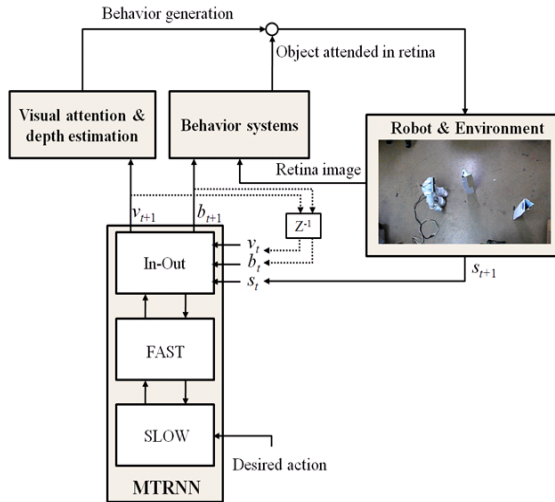 Behavior generation
Object attended in retina
Visual attention &
depth estimation
Behavior systems
Robot & Environment
Retina image
v_{t+1}
b_{t+1}
Z⁻¹
In-Out
v_t
b_t
s_t
s_{t+1}
FAST
SLOW
Desired action
MTRNN